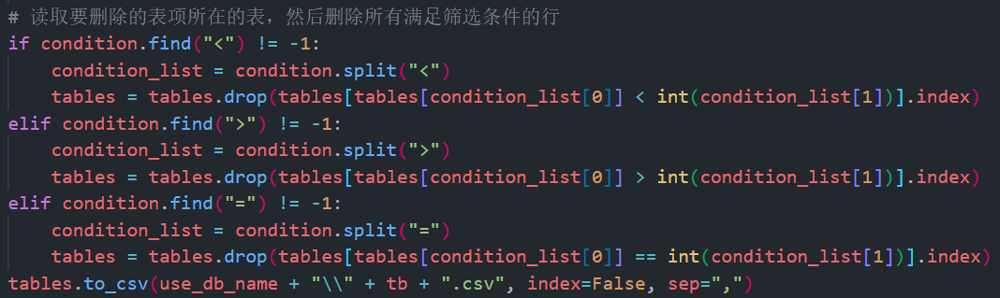 # 读取要删除的表项所在的表，然后删除所有满足筛选条件的行
if condition.find("<") != -1:
    condition_list = condition.split("<")
    tables = tables.drop(tables[tables[condition_list[0]] < int(condition_list[1])].index)
elif condition.find(">") != -1:
    condition_list = condition.split(">")
    tables = tables.drop(tables[tables[condition_list[0]] > int(condition_list[1])].index)
elif condition.find("=") != -1:
    condition_list = condition.split("=")
    tables = tables.drop(tables[tables[condition_list[0]] == int(condition_list[1])].index)
tables.to_csv(use_db_name + "\\" + tb + ".csv", index=False, sep=",")